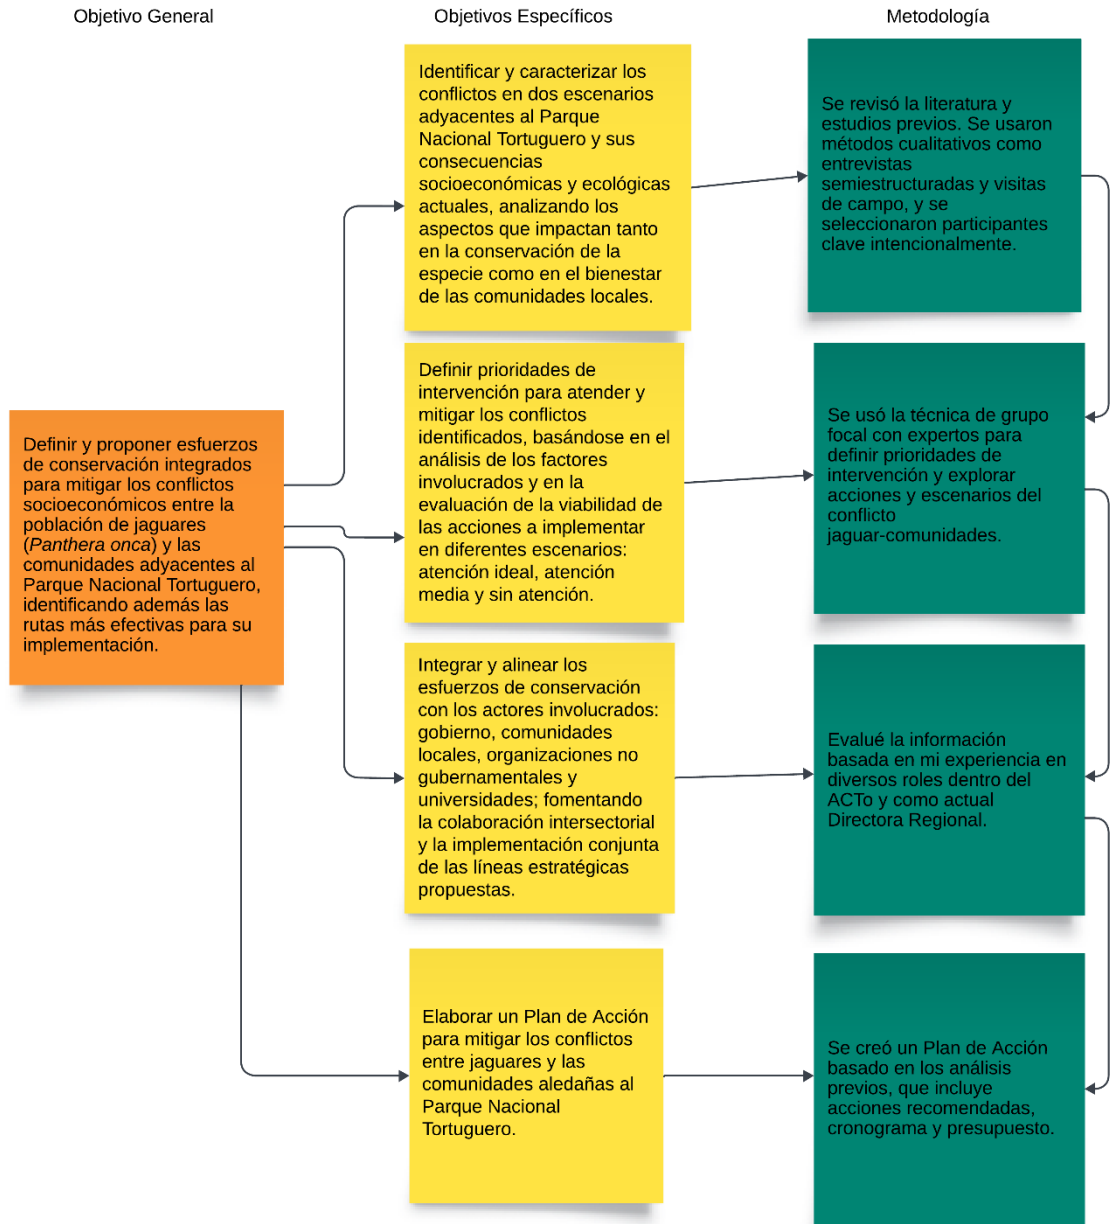 Objetivo General
Objetivos Específicos
Metodología
Definir y proponer esfuerzos
de conservación integrados
para mitigar los conflictos
socioeconómicos entre la
población de jaguares
(Panthera onca) y las
comunidades adyacentes al
Parque Nacional Tortuguero,
identificando además las
rutas más efectivas para su
implementación.
Identificar y caracterizar los
conflictos en dos escenarios
adyacentes al Parque
Nacional Tortuguero y sus
consecuencias
socioeconómicas y ecológicas
actuales, analizando los
aspectos que impactan tanto
en la conservación de la
especie como en el bienestar
de las comunidades locales.
Se revisó la literatura y
estudios previos. Se usaron
métodos cualitativos como
entrevistas
semiestructuradas y visitas
de campo, y se
seleccionaron participantes
clave intencionalmente.
Definir prioridades de
intervención para atender y
mitigar los conflictos
identificados, basándose en el
análisis de los factores
involucrados y en la
evaluación de la viabilidad de
las acciones a implementar
en diferentes escenarios:
atención ideal, atención
media y sin atención.
Se usó la técnica de grupo
focal con expertos para
definir prioridades de
intervención y explorar
acciones y escenarios del
conflicto
jaguar-comunidades.
Integrar y alinear los
esfuerzos de conservación
con los actores involucrados:
gobierno, comunidades
locales, organizaciones no
gubernamentales y
universidades; fomentando
la colaboración intersectorial
y la implementación conjunta
de las líneas estratégicas
propuestas.
Evalué la información
basada en mi experiencia en
diversos roles dentro del
ACTo y como actual
Directora Regional.
Elaborar un Plan de Acción
para mitigar los conflictos
entre jaguares y las
comunidades aledañas al
Parque Nacional
Tortuguero.
Se creó un Plan de Acción
basado en los análisis
previos, que incluye
acciones recomendadas,
cronograma y presupuesto.